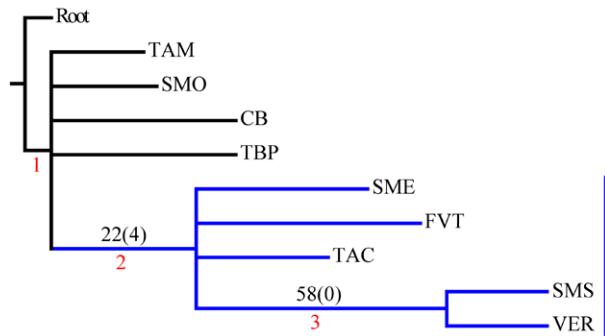 Root
TAM
SMO
CB
TBP
1
SME
FVT
22(4)
2
TAC
58(0)
3
SMS
VER